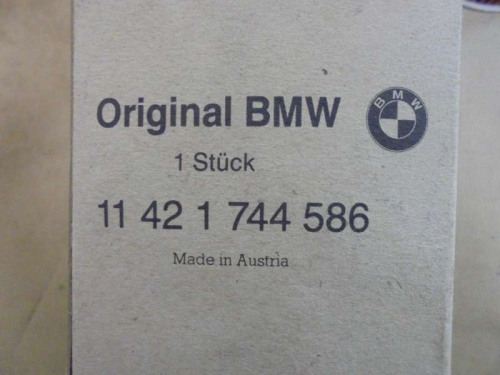 Original BMW
BMW
1 Stück
11 42 1 744 586
Made in Austria